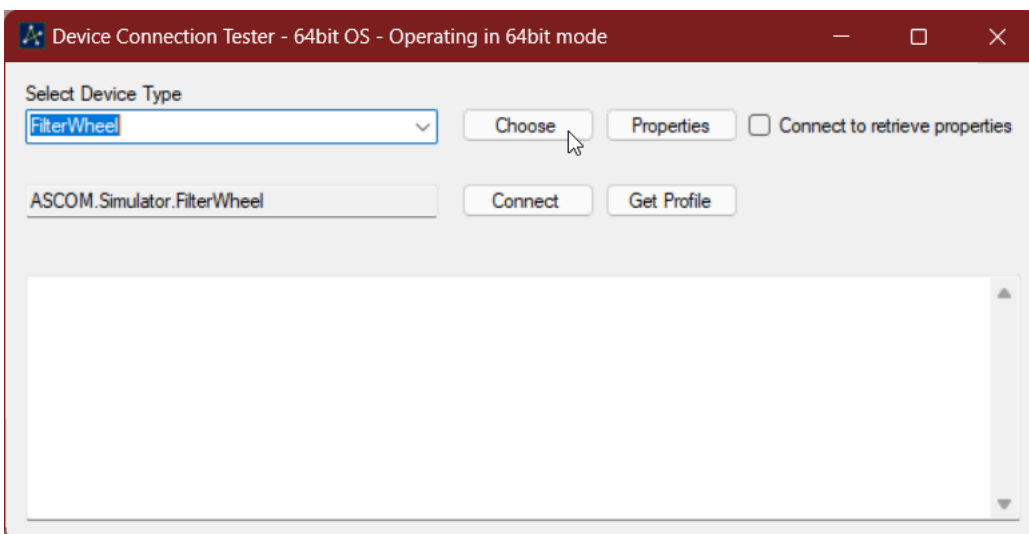 Device Connection Tester - 64bit OS - Operating in 64bit mode
Select Device Type
FilterWheel
Choose
Properties
Connect to retrieve properties
ASCOM.Simulator.FilterWheel
Connect
Get Profile